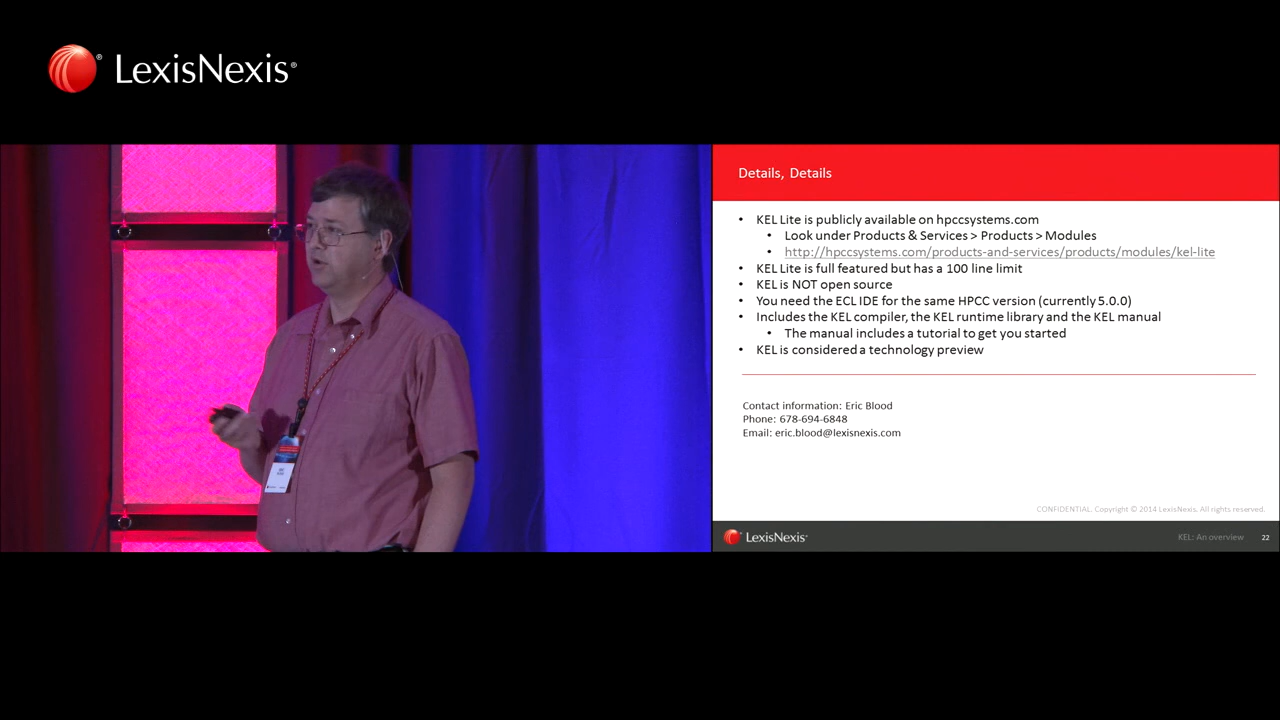 LexisNexis®
Details, Details
• KEL Lite is publicly available on hpccsystems.com
• Look under Products & Services > Products > Modules
• http://hpccsystems.com/products-and-services/products/modules/kel-lite
• KEL Lite is full featured but has a 100 line limit
• KEL is NOT open source
• You need the ECL IDE for the same HPCC version (currently 5.0.0)
• Includes the KEL compiler, the KEL runtime library and the KEL manual
• The manual includes a tutorial to get you started
• KEL is considered a technology preview
Contact information: Eric Blood
Phone: 678-694-6848
Email: eric.blood@lexisnexis.com
CONFIDENTIAL. Copyright © 2014 LexisNexis. All rights reserved.
LexisNexis®
KEL: An overview
22